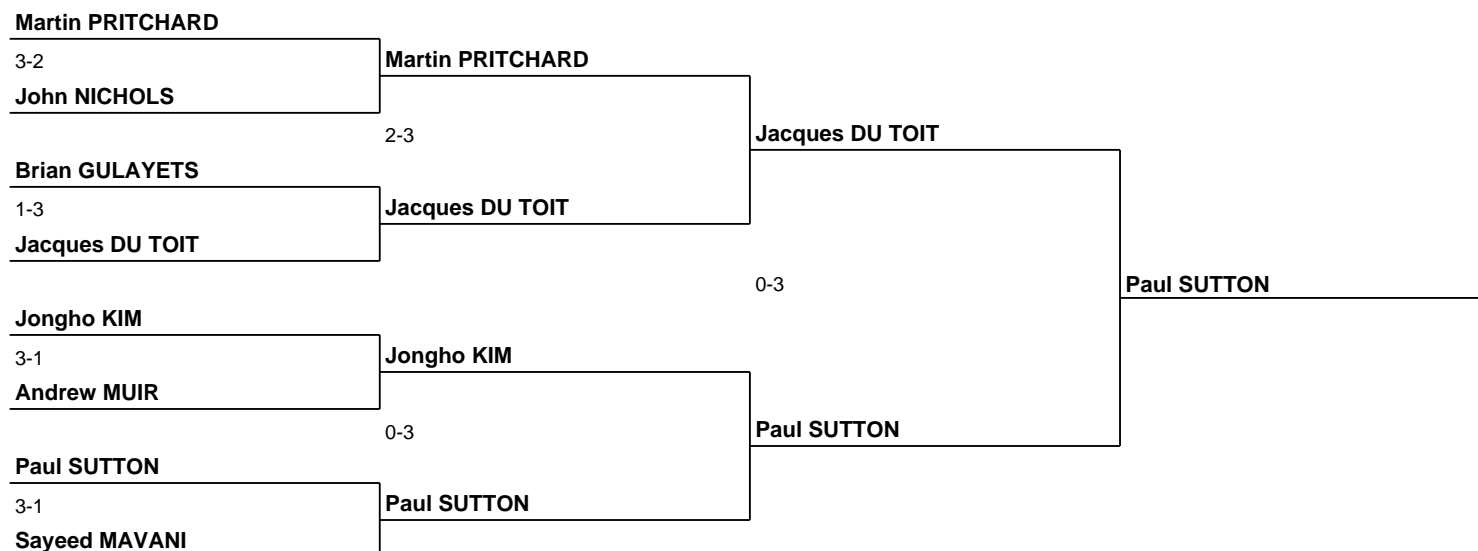 Martin PRITCHARD
3-2
Martin PRITCHARD
John NICHOLS
2-3
Jacques DU TOIT
Brian GULAYETS
1-3
Jacques DU TOIT
Jacques DU TOIT
0-3
Paul SUTTON
Jongho KIM
3-1
Jongho KIM
Andrew MUIR
0-3
Paul SUTTON
Paul SUTTON
3-1
Paul SUTTON
Sayeed MAVANI